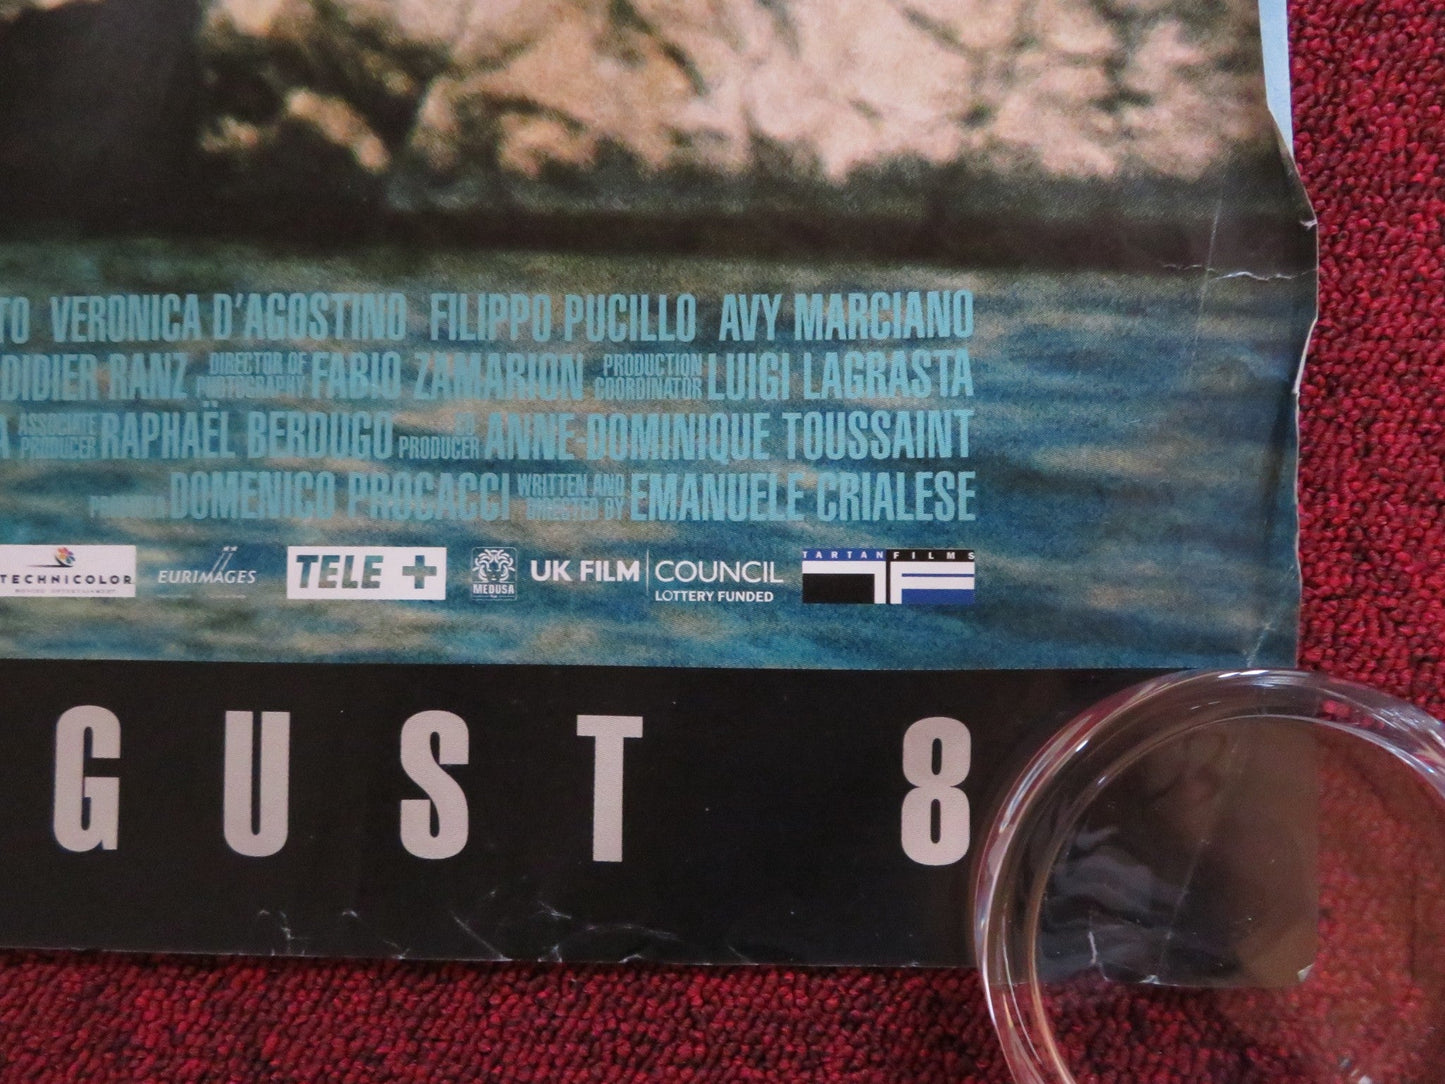 TO VERONICA D'AGOSTINO FILIPPO PUCILLO AVY MARCIANO
DIDIER RANZ DIRECTOR OF PHOTOGRAPHY FABIO ZAMARION PRODUCTION COORDINATOR LUIGI LAGRASTA
A ASSOCIATE PRODUCER RAPHAËL BERDUGO CO PRODUCER ANNE-DOMINIQUE TOUSSAINT
DOMENICO PROCACCI WRITTEN AND DIRECTED BY EMANUELE CRIALESE
TECHNICOLOR EURIMAGES TELE + MEDUSA UK FILM COUNCIL LOTTERY FUNDED TARTAN FILMS TF
GUST 8